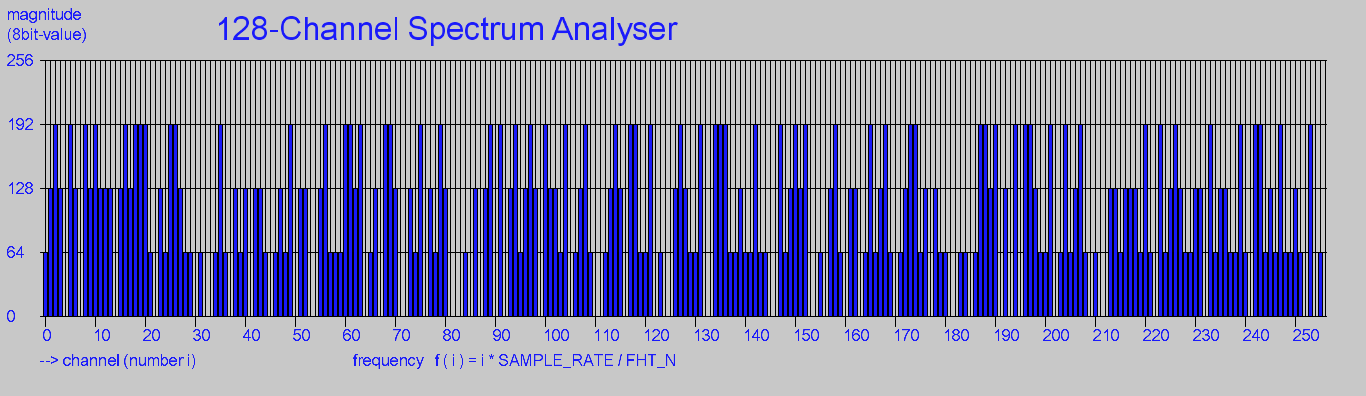 magnitude
(8bit-value)
128-Channel Spectrum Analyser
256
192
128
64
0
0 10 20 30 40 50 60 70 80 90 100 110 120 130 140 150 160 170 180 190 200 210 220 230 240 250
--> channel (number i) frequency f ( i ) = i * SAMPLE_RATE / FHT_N